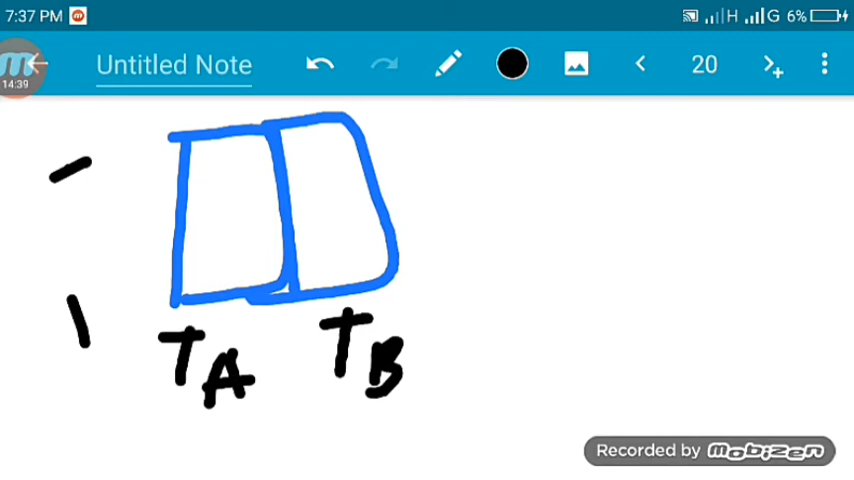 7:37 PM H G 6%
Untitled Note 20
14:39
TA TB
Recorded by mobizen